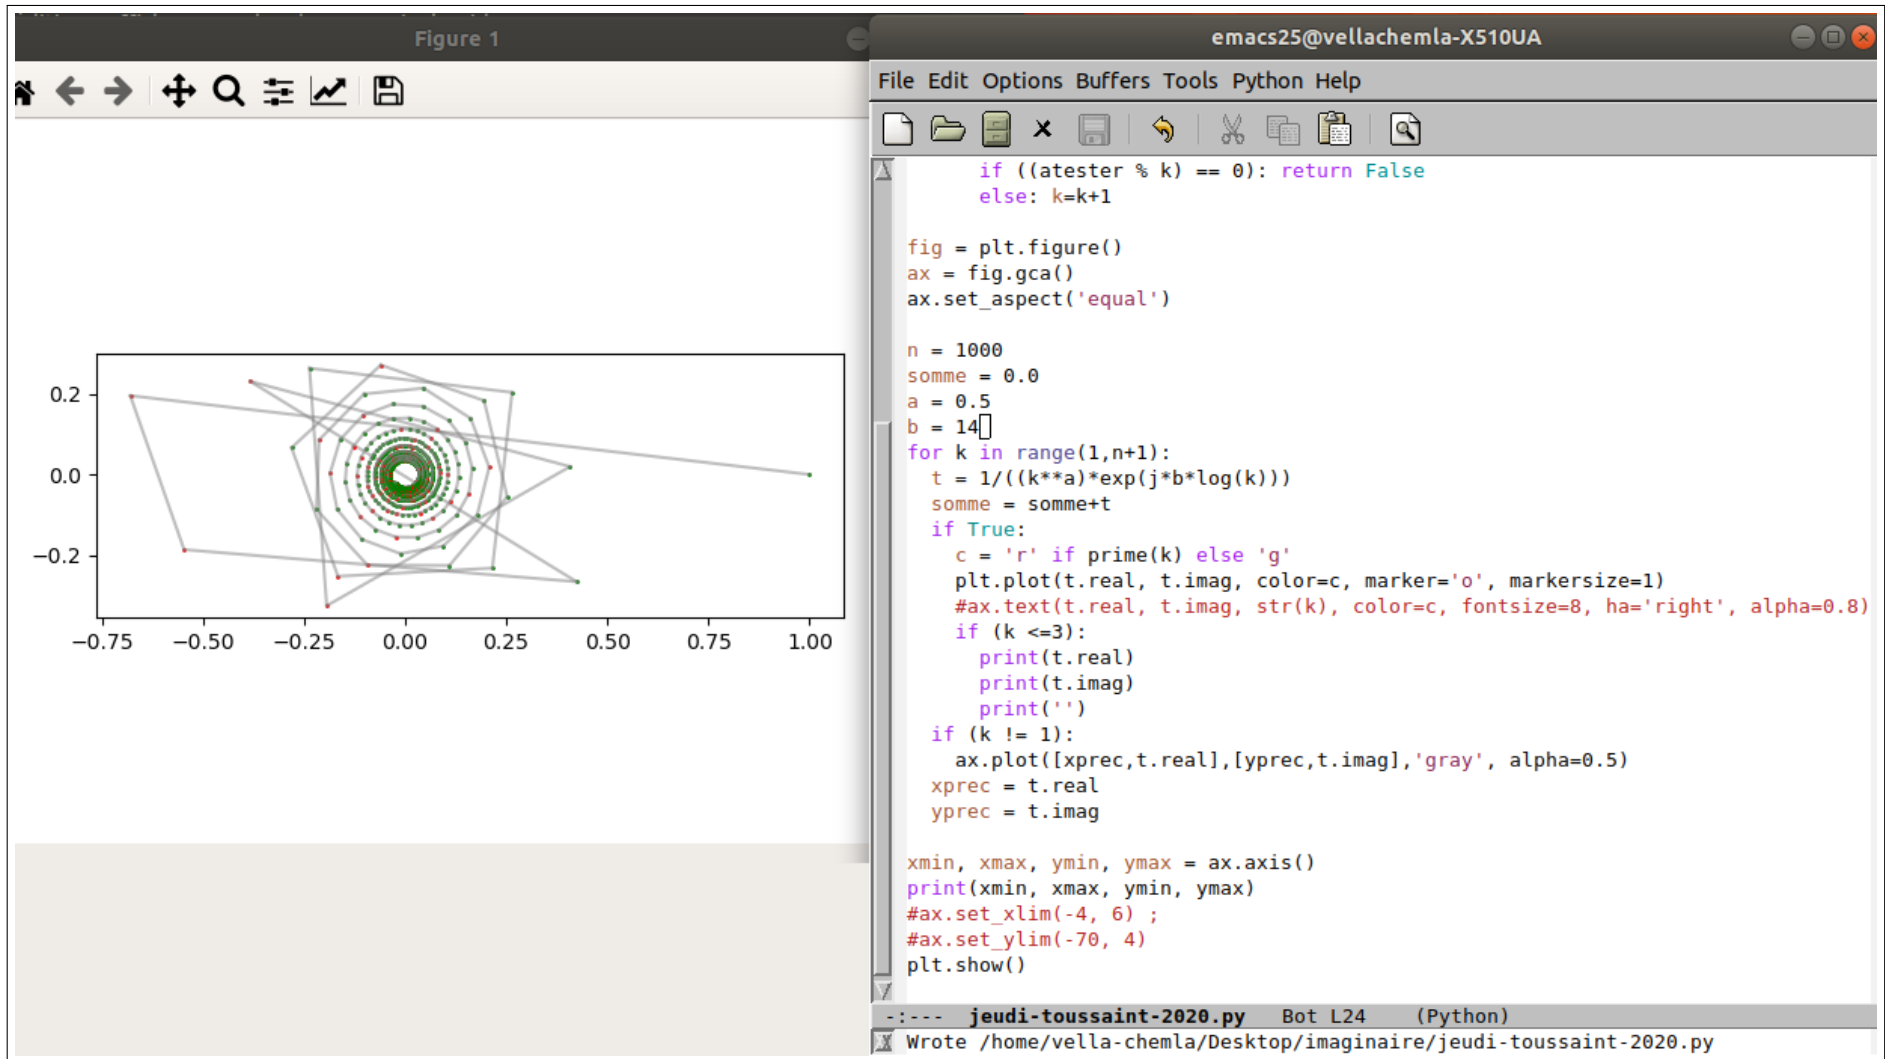 Figure 1
0.2
0.0
−0.2
−0.75 −0.50 −0.25 0.00 0.25 0.50 0.75 1.00
emacs25@vellachemla-X510UA
File Edit Options Buffers Tools Python Help
if ((atester % k) == 0): return False
else: k=k+1
fig = plt.figure()
ax = fig.gca()
ax.set_aspect('equal')
n = 1000
somme = 0.0
a = 0.5
b = 14
for k in range(1,n+1):
t = 1/((k**a)*exp(j*b*log(k)))
somme = somme+t
if True:
c = 'r' if prime(k) else 'g'
plt.plot(t.real, t.imag, color=c, marker='o', markersize=1)
#ax.text(t.real, t.imag, str(k), color=c, fontsize=8, ha='right', alpha=0.8)
if (k <=3):
print(t.real)
print(t.imag)
print('')
if (k != 1):
ax.plot([xprec,t.real],[yprec,t.imag],'gray', alpha=0.5)
xprec = t.real
yprec = t.imag
xmin, xmax, ymin, ymax = ax.axis()
print(xmin, xmax, ymin, ymax)
#ax.set_xlim(-4, 6) ;
#ax.set_ylim(-70, 4)
plt.show()
-:--- jeudi-toussaint-2020.py Bot L24 (Python)
Wrote /home/vella-chemla/Desktop/imaginaire/jeudi-toussaint-2020.py